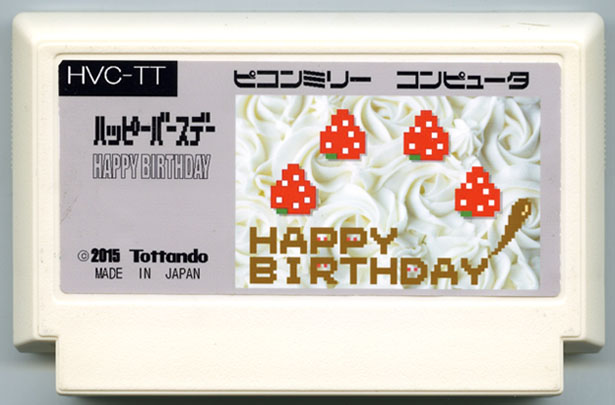 HVC-TT
ピコンミリー コンピュータ
ハッピーバースデー
HAPPY BIRTHDAY
©2015 Tottando
MADE IN JAPAN
HAPPY
BIRTHDAY